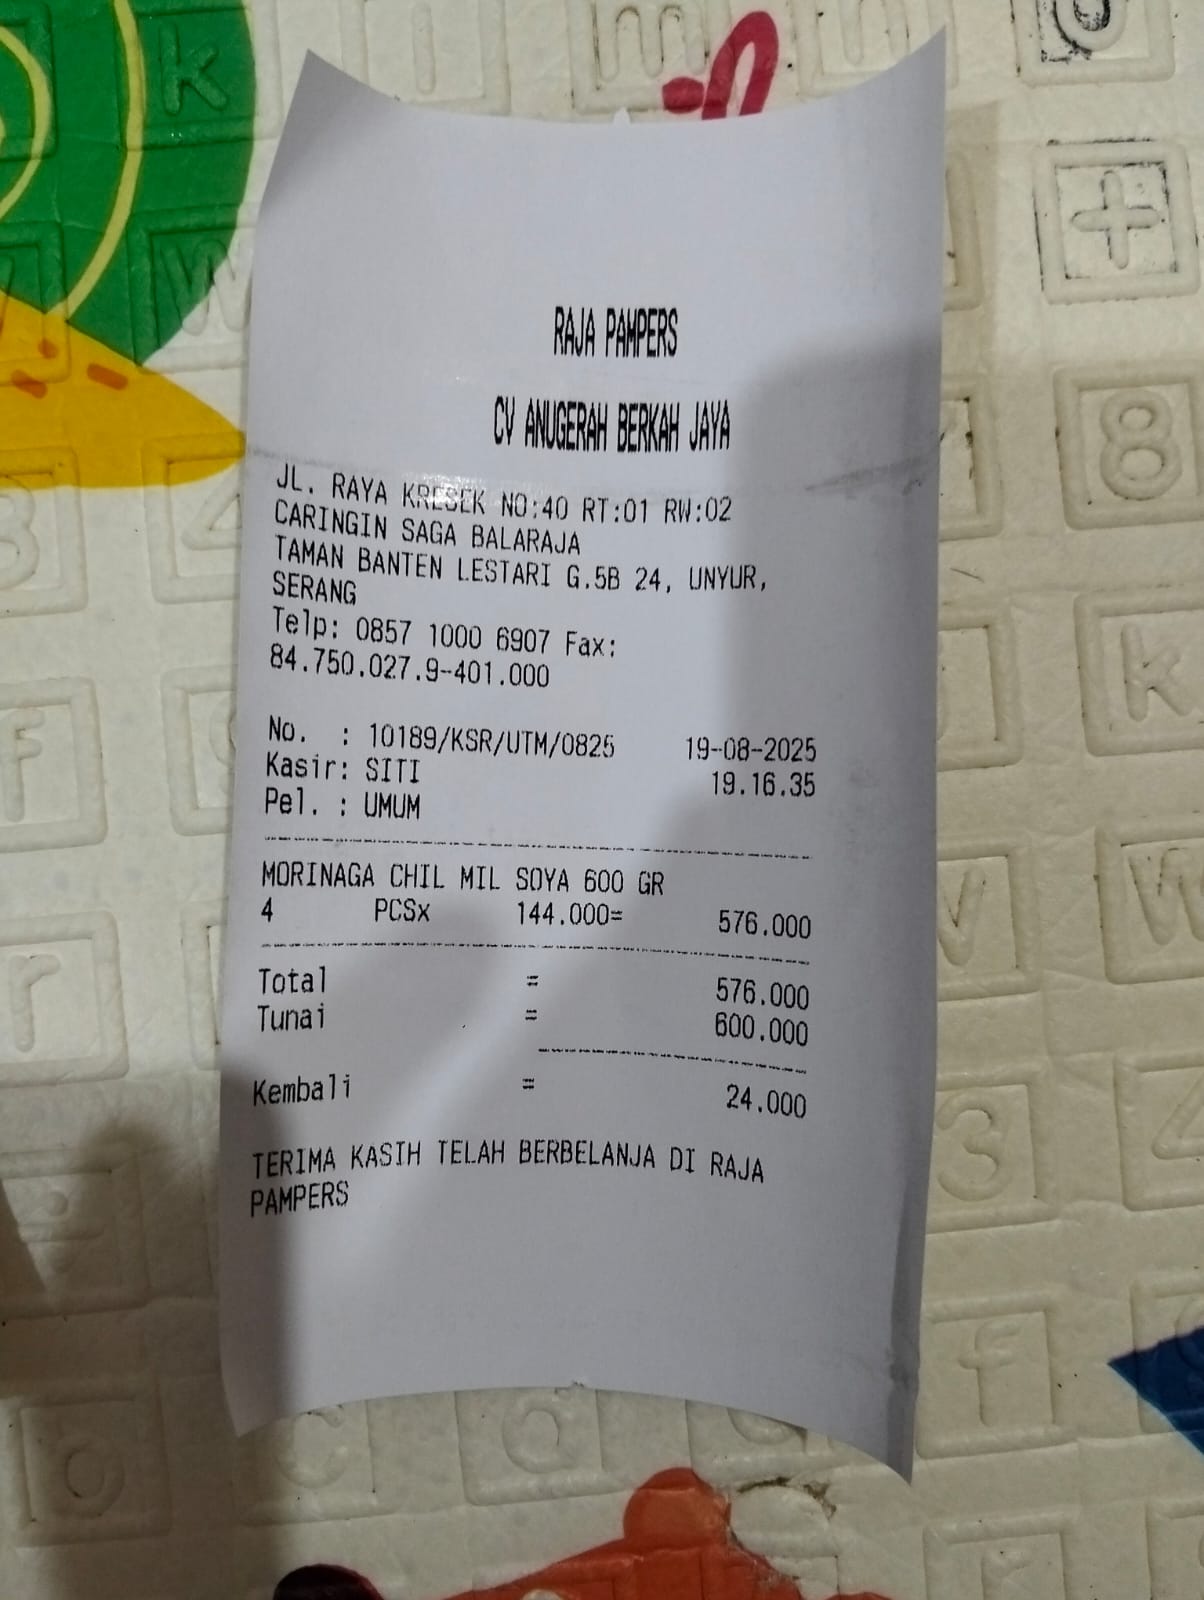 RAJA PAMPERS
CV ANUGERAH BERKAH JAYA
JL. RAYA KRESEK NO:40 RT:01 RW:02
CARINGIN SAGA BALARAJA
TAMAN BANTEN LESTARI G.5B 24, UNYUR,
SERANG
Telp: 0857 1000 6907 Fax:
84.750.027.9-401.000
No. : 10189/KSR/UTM/0825 19-08-2025
Kasir: SITI 19.16.35
Pel. : UMUM
MORINAGA CHIL MIL SOYA 600 GR
4 PCSx 144.000= 576.000
Total = 576.000
Tunai = 600.000
Kembali = 24.000
TERIMA KASIH TELAH BERBELANJA DI RAJA
PAMPERS